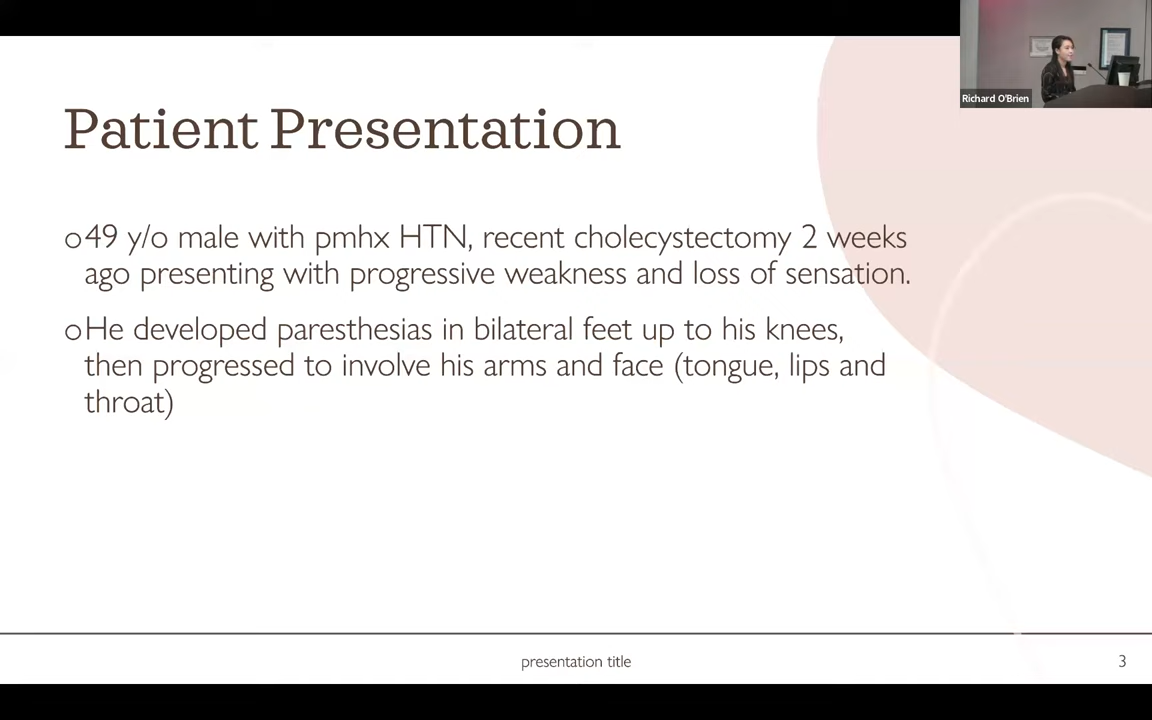 Richard O'Brien
Patient Presentation
o49 y/o male with pmhx HTN, recent cholecystectomy 2 weeks
ago presenting with progressive weakness and loss of sensation.
oHe developed paresthesias in bilateral feet up to his knees,
then progressed to involve his arms and face (tongue, lips and
throat)
presentation title
3